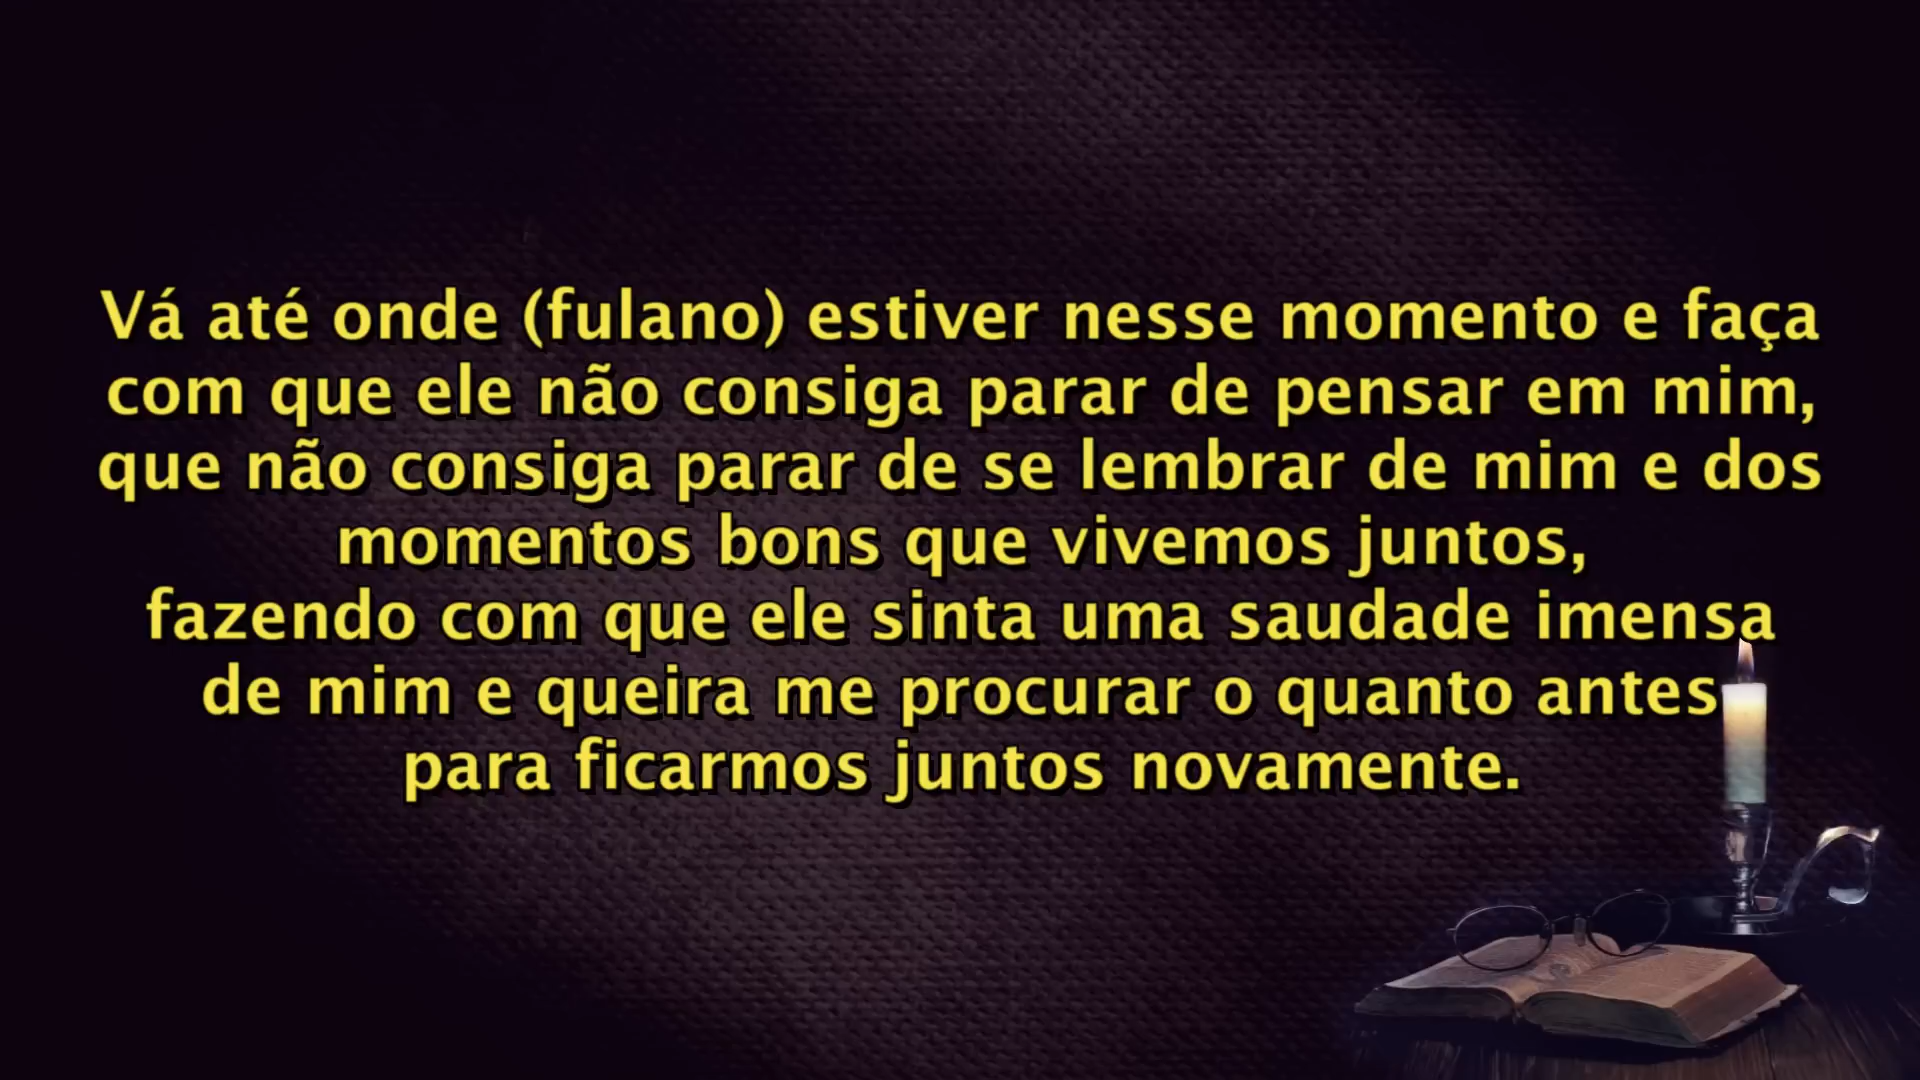 Vá até onde (fulano) estiver nesse momento e faça
com que ele não consiga parar de pensar em mim,
que não consiga parar de se lembrar de mim e dos
momentos bons que vivemos juntos,
fazendo com que ele sinta uma saudade imensa
de mim e queira me procurar o quanto antes
para ficarmos juntos novamente.